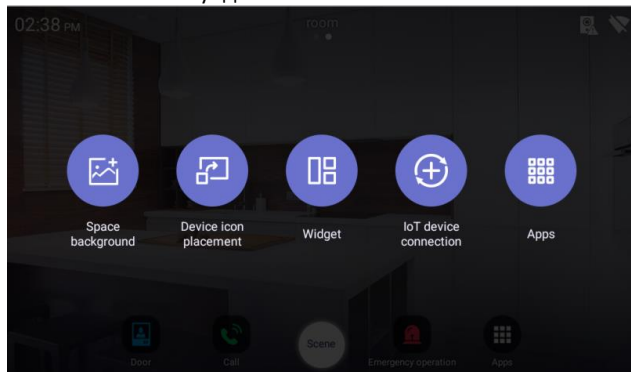 02:38 PM
room
Space
background
Device icon
placement
Widget
IoT device
connection
Apps
Scene
Door
Call
Emergency operation
Apps